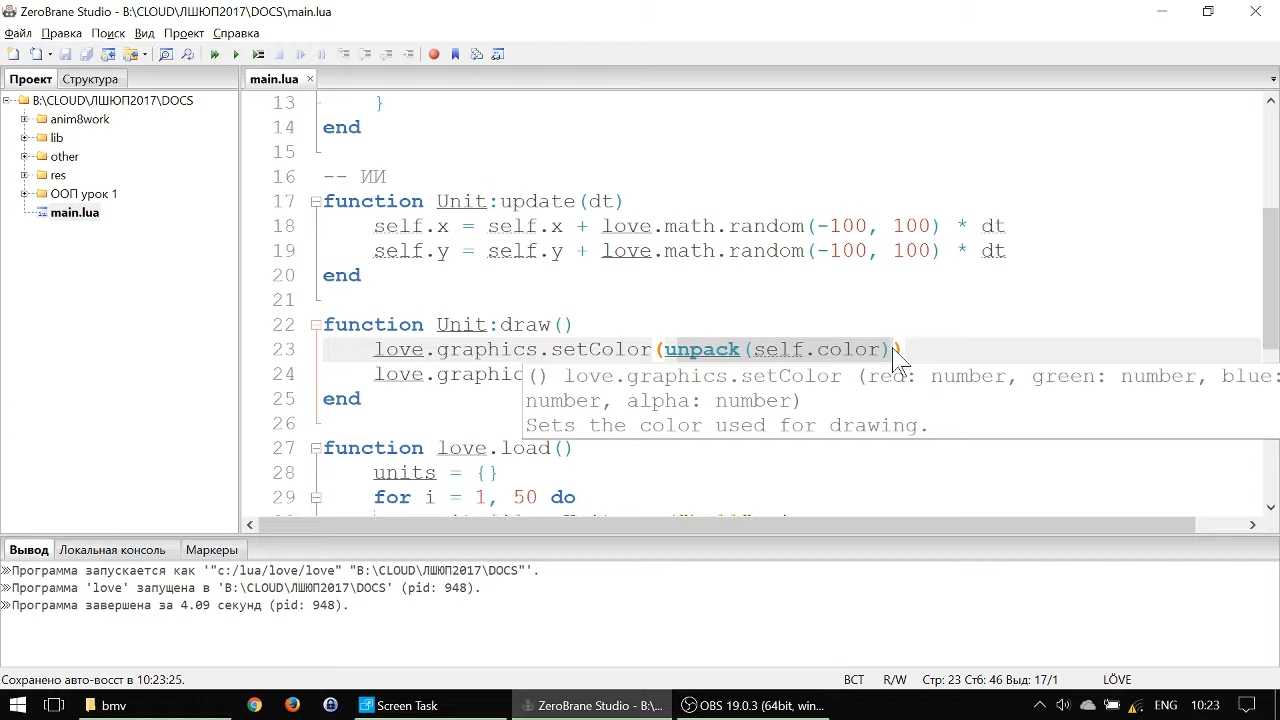 ZeroBrane Studio - B:\CLOUD\ЛШЮП2017\DOCS\main.lua
Файл Правка Поиск Вид Проект Справка
Проект Структура
B:\CLOUD\ЛШЮП2017\DOCS
anim8work
lib
other
res
ООП урок 1
main.lua
main.lua
13 }
14 end
15
16 -- ИИ
17 function Unit:update(dt)
18 self.x = self.x + love.math.random(-100, 100) * dt
19 self.y = self.y + love.math.random(-100, 100) * dt
20 end
21
22 function Unit:draw()
23 love.graphics.setColor(unpack(self.color))
24 love.graphic
() love.graphics.setColor (red: number, green: number, blue:
number, alpha: number)
Sets the color used for drawing.
25 end
26
27 function love.load()
28 units = {}
29 for i = 1, 50 do
Вывод Локальная консоль Маркеры
Программа запускается как '"c:/lua/love/love" "B:\CLOUD\ЛШЮП2017\DOCS"'.
Программа 'love' запущена в 'B:\CLOUD\ЛШЮП2017\DOCS' (pid: 948).
Программа завершена за 4.09 секунд (pid: 948).
Сохранено авто-восст в 10:23:25. ВСТ R/W Стр: 23 Стб: 46 Выд: 17/1 LÖVE
bmv Screen Task ZeroBrane Studio - B:\... OBS 19.0.3 (64bit, win... ENG 10:23